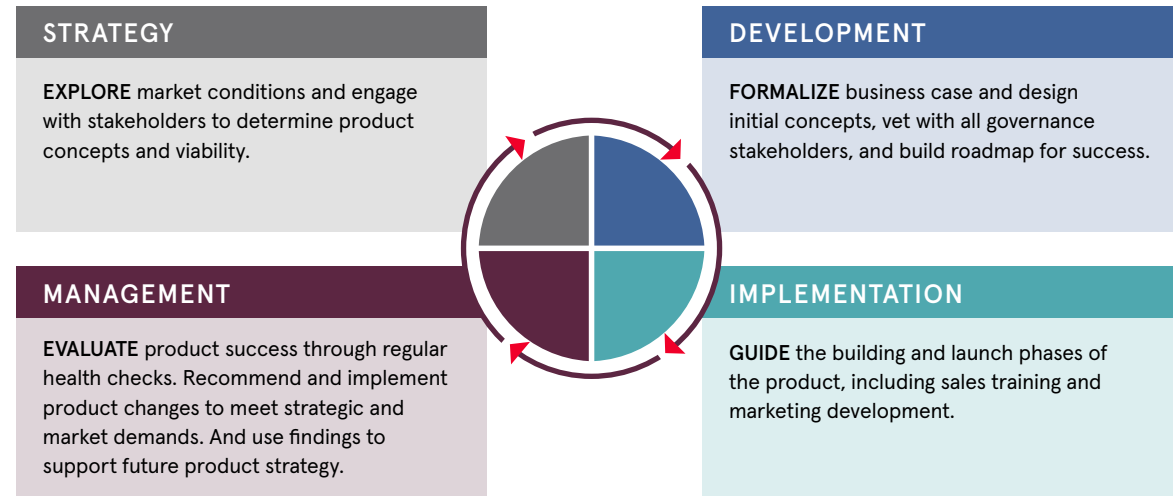 STRATEGY
EXPLORE market conditions and engage
with stakeholders to determine product
concepts and viability.
DEVELOPMENT
FORMALIZE business case and design
initial concepts, vet with all governance
stakeholders, and build roadmap for success.
MANAGEMENT
EVALUATE product success through regular
health checks. Recommend and implement
product changes to meet strategic and
market demands. And use findings to
support future product strategy.
IMPLEMENTATION
GUIDE the building and launch phases of
the product, including sales training and
marketing development.